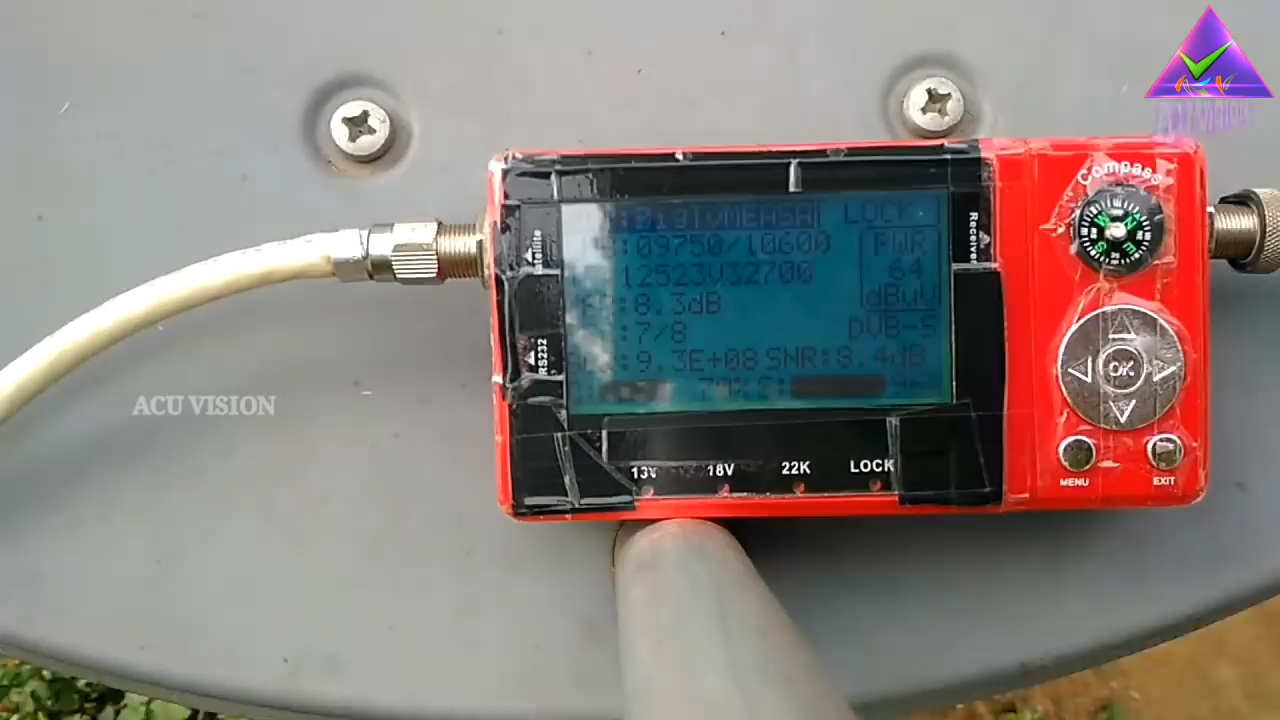 Compass
:DigTvMEASA LOCK
:09750/10600 PWR
12523V32700 64
:8.3dB dBuV
:7/8 DVB-S
:9.3E+08 SNR:8.4dB
Satellite
Receiver
RS232
OK
13V 18V 22K LOCK
MENU EXIT
ACU VISION